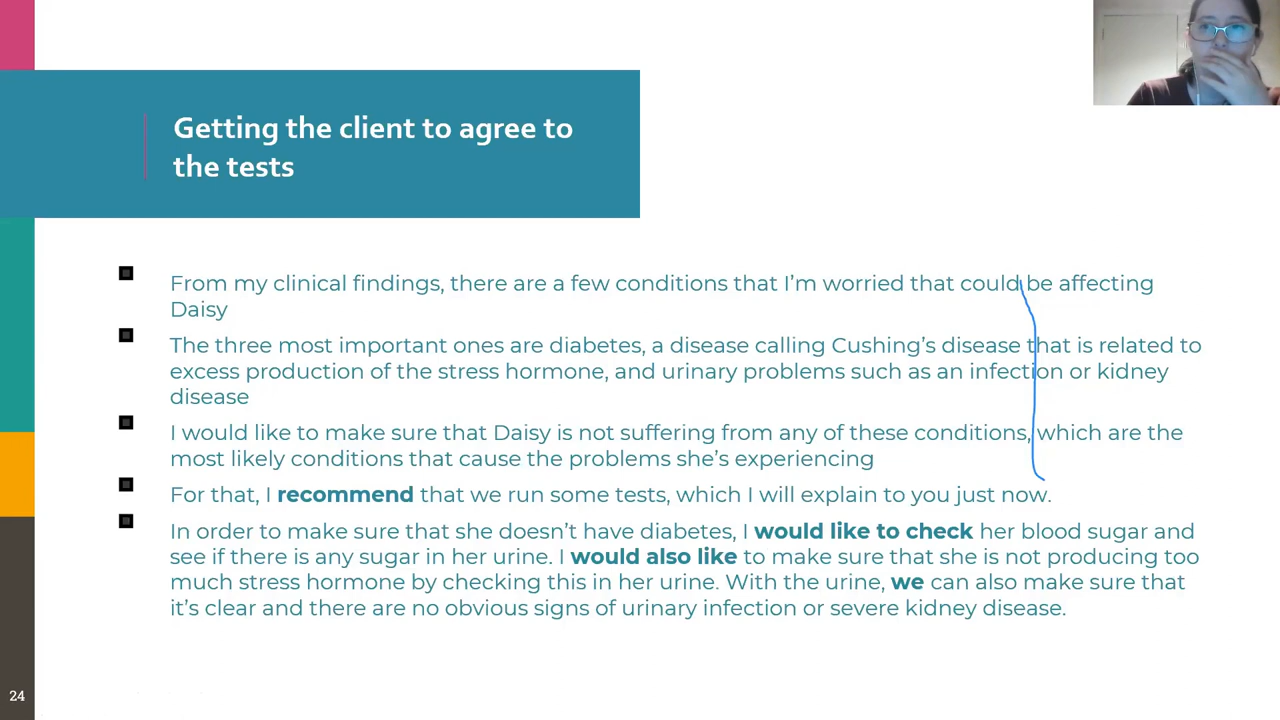 Getting the client to agree to
the tests
From my clinical findings, there are a few conditions that I’m worried that could be affecting
Daisy
The three most important ones are diabetes, a disease calling Cushing’s disease that is related to
excess production of the stress hormone, and urinary problems such as an infection or kidney
disease
I would like to make sure that Daisy is not suffering from any of these conditions, which are the
most likely conditions that cause the problems she’s experiencing
For that, I recommend that we run some tests, which I will explain to you just now.
In order to make sure that she doesn’t have diabetes, I would like to check her blood sugar and
see if there is any sugar in her urine. I would also like to make sure that she is not producing too
much stress hormone by checking this in her urine. With the urine, we can also make sure that
it’s clear and there are no obvious signs of urinary infection or severe kidney disease.
24